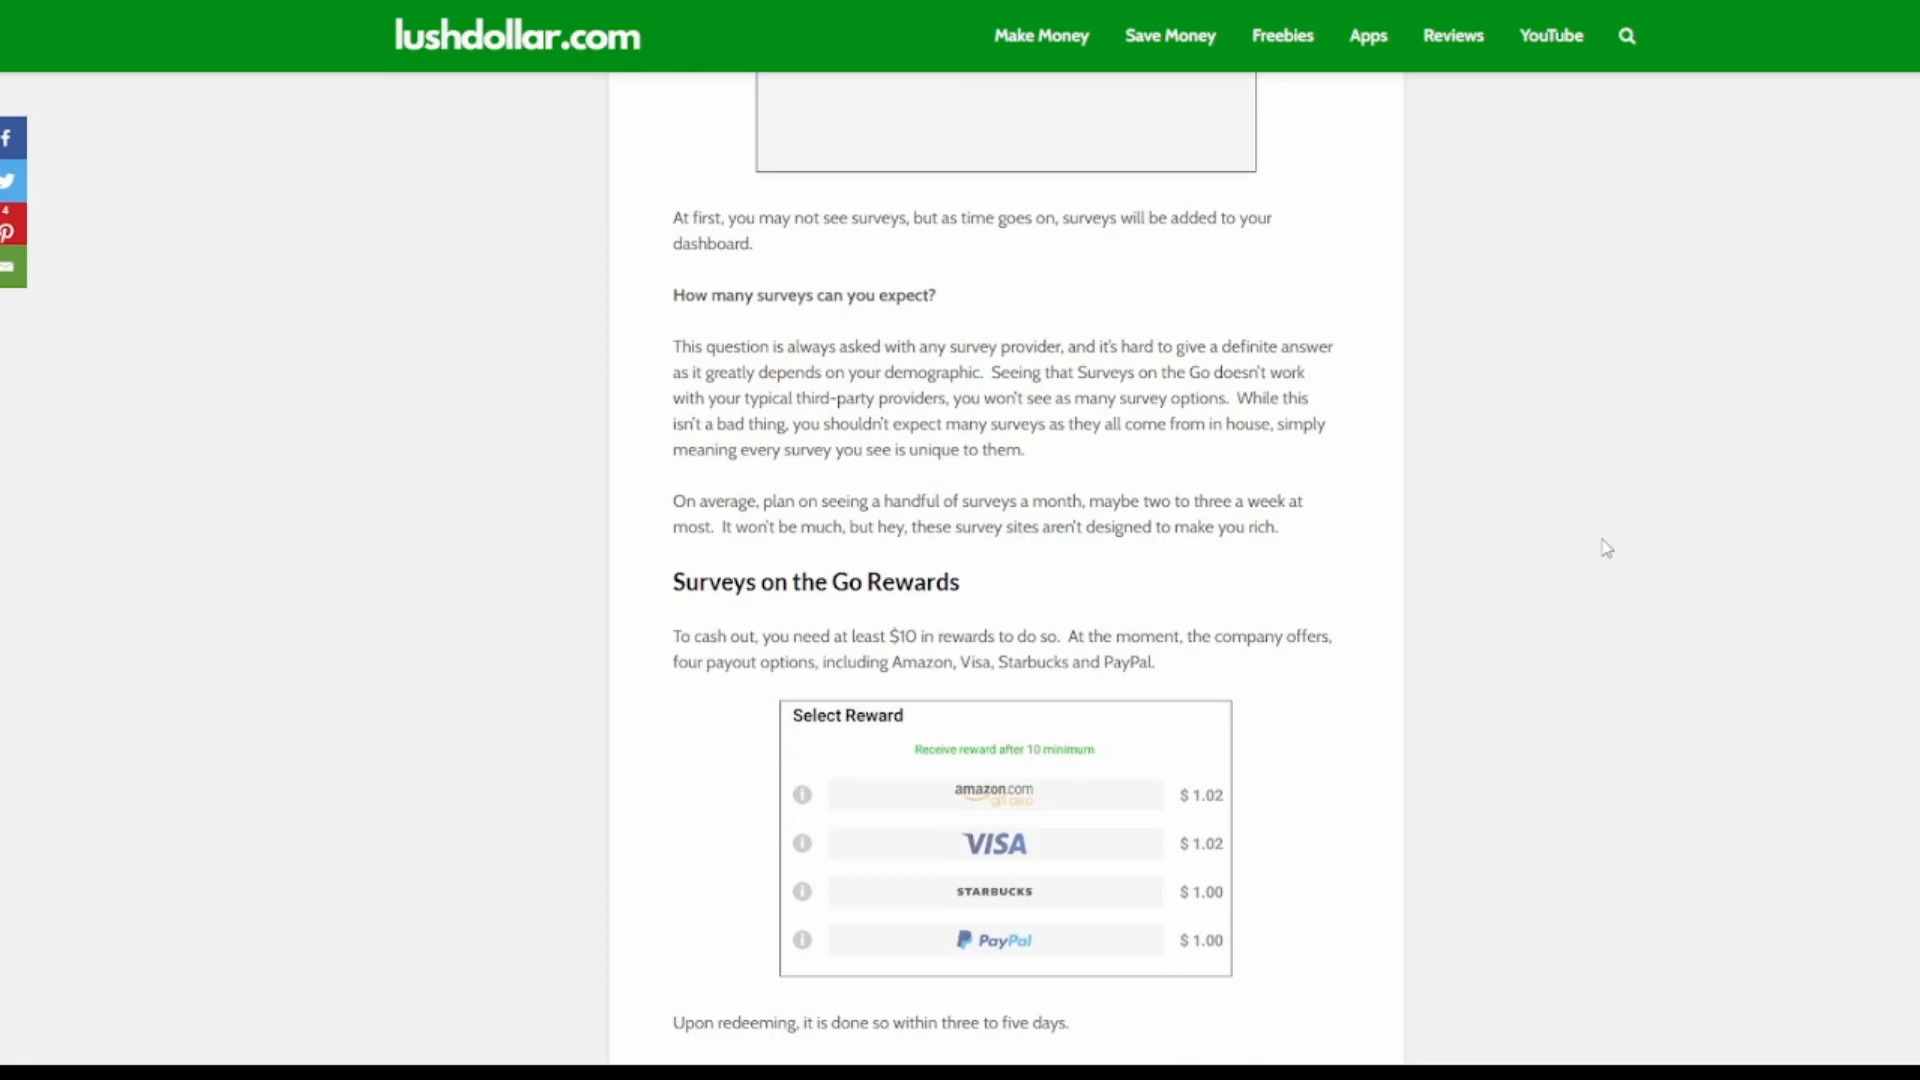 lushdollar.com
Make Money Save Money Freebies Apps Reviews YouTube
f
4
At first, you may not see surveys, but as time goes on, surveys will be added to your
dashboard.
How many surveys can you expect?
This question is always asked with any survey provider, and it's hard to give a definite answer
as it greatly depends on your demographic. Seeing that Surveys on the Go doesn't work
with your typical third-party providers, you won't see as many survey options. While this
isn't a bad thing, you shouldn't expect many surveys as they all come from in house, simply
meaning every survey you see is unique to them.
On average, plan on seeing a handful of surveys a month, maybe two to three a week at
most. It won't be much, but hey, these survey sites aren't designed to make you rich.
Surveys on the Go Rewards
To cash out, you need at least $10 in rewards to do so. At the moment, the company offers,
four payout options, including Amazon, Visa, Starbucks and PayPal.
Select Reward
Receive reward after 10 minimum
amazon.com
gift card
$ 1.02
VISA
$ 1.02
STARBUCKS
$ 1.00
PayPal
$ 1.00
Upon redeeming, it is done so within three to five days.